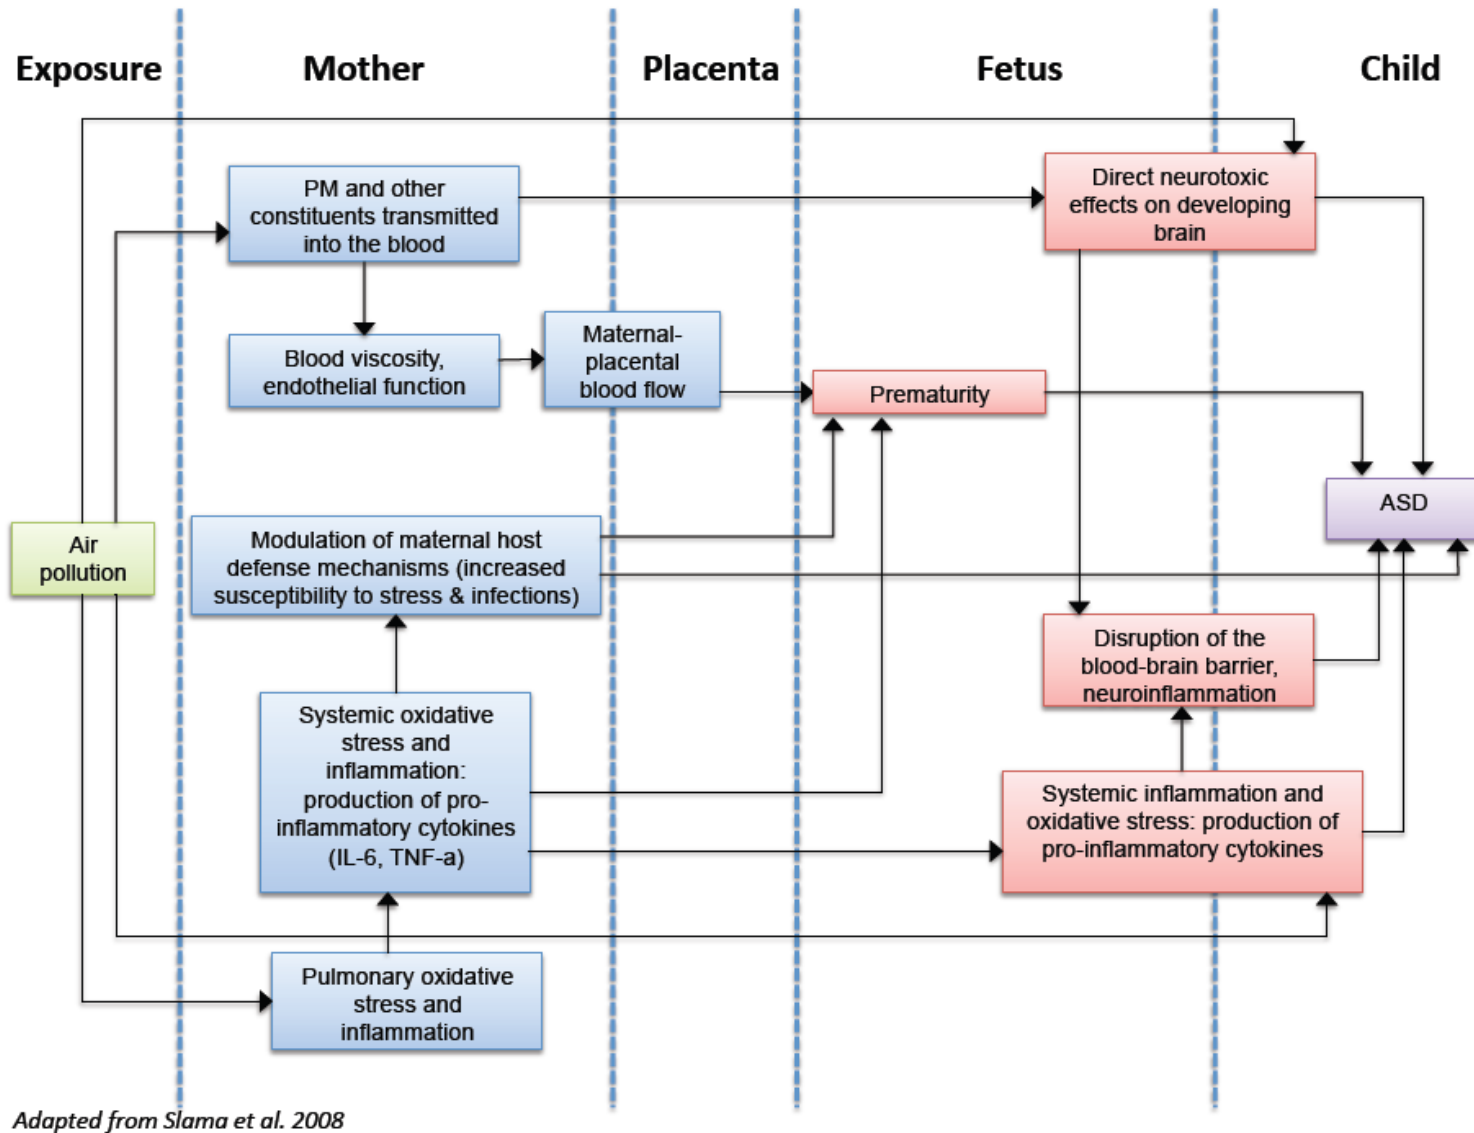 Exposure
Mother
Placenta
Fetus
Child
PM and other
constituents transmitted
into the blood
Direct neurotoxic
effects on developing
brain
Blood viscosity,
endothelial function
Maternal-
placental
blood flow
Prematurity
ASD
Air
pollution
Modulation of maternal host
defense mechanisms (increased
susceptibility to stress & infections)
Disruption of the
blood-brain barrier,
neuroinflammation
Systemic oxidative
stress and
inflammation:
production of pro-
inflammatory cytokines
(IL-6, TNF-a)
Systemic inflammation and
oxidative stress: production of
pro-inflammatory cytokines
Pulmonary oxidative
stress and
inflammation
Adapted from Slama et al. 2008